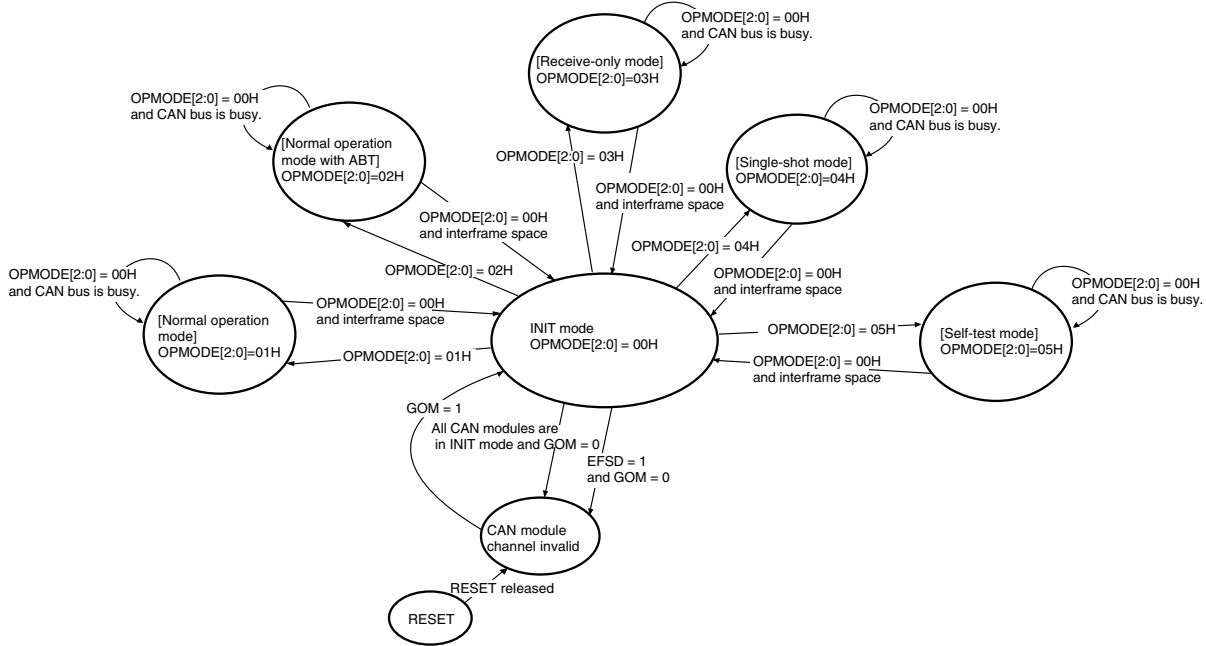 OPMODE[2:0] = 00H
and CAN bus is busy.
[Receive-only mode]
OPMODE[2:0]=03H
OPMODE[2:0] = 00H
and CAN bus is busy.
[Normal operation
mode with ABT]
OPMODE[2:0]=02H
OPMODE[2:0] = 00H
and CAN bus is busy.
[Single-shot mode]
OPMODE[2:0]=04H
OPMODE[2:0] = 03H
OPMODE[2:0] = 00H
and interframe space
OPMODE[2:0] = 00H
and interframe space
OPMODE[2:0] = 04H
OPMODE[2:0] = 02H
OPMODE[2:0] = 00H
and interframe space
OPMODE[2:0] = 00H
and CAN bus is busy.
[Normal operation
mode]
OPMODE[2:0]=01H
OPMODE[2:0] = 00H
and interframe space
OPMODE[2:0] = 01H
INIT mode
OPMODE[2:0] = 00H
OPMODE[2:0] = 05H
OPMODE[2:0] = 00H
and interframe space
[Self-test mode]
OPMODE[2:0]=05H
OPMODE[2:0] = 00H
and CAN bus is busy.
GOM = 1
All CAN modules are
in INIT mode and GOM = 0
EFSD = 1
and GOM = 0
CAN module
channel invalid
RESET released
RESET